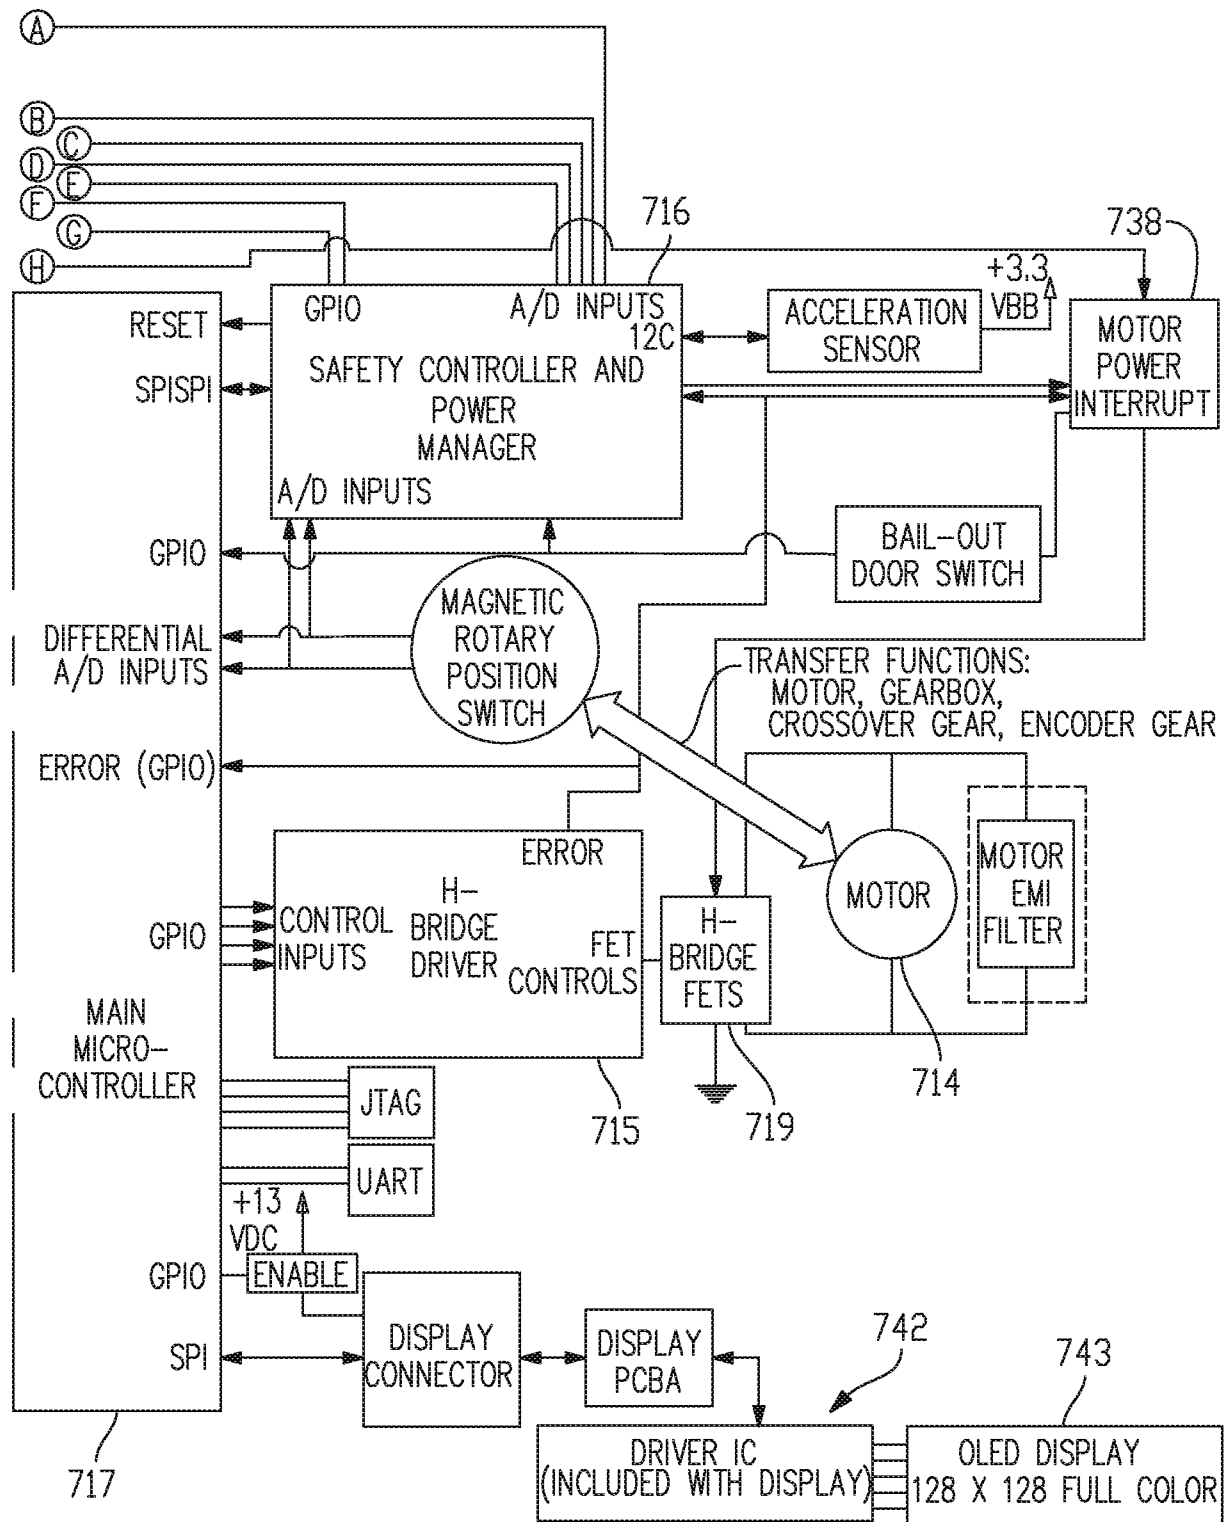 A
B
C
D
E
F
G
H
716
738
+3.3
VBB
GPIO
A/D INPUTS
12C
RESET
SPISPI
SAFETY CONTROLLER AND
POWER
MANAGER
A/D INPUTS
ACCELERATION
SENSOR
MOTOR
POWER
INTERRUPT
GPIO
BAIL-OUT
DOOR SWITCH
DIFFERENTIAL
A/D INPUTS
MAGNETIC
ROTARY
POSITION
SWITCH
TRANSFER FUNCTIONS:
MOTOR, GEARBOX,
CROSSOVER GEAR, ENCODER GEAR
ERROR (GPIO)
ERROR
H-
BRIDGE
DRIVER
GPIO
CONTROL
INPUTS
FET
CONTROLS
H-
BRIDGE
FETS
MOTOR
MOTOR
EMI
FILTER
MAIN
MICRO-
CONTROLLER
JTAG
715
719
714
UART
+13
VDC
GPIO
ENABLE
SPI
DISPLAY
CONNECTOR
DISPLAY
PCBA
742
743
717
DRIVER IC
(INCLUDED WITH DISPLAY)
OLED DISPLAY
128 X 128 FULL COLOR